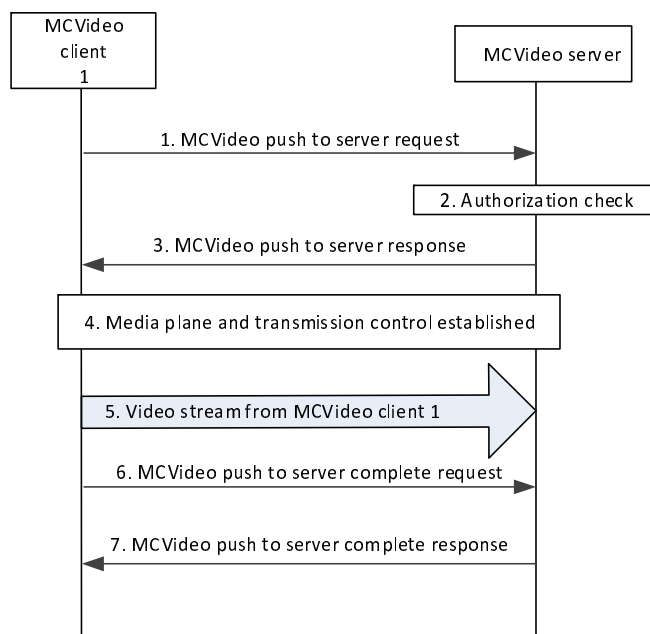 MCVideo
client
1
MCVideo server
1. MCVideo push to server request
2. Authorization check
3. MCVideo push to server response
4. Media plane and transmission control established
5. Video stream from MCVideo client 1
6. MCVideo push to server complete request
7. MCVideo push to server complete response